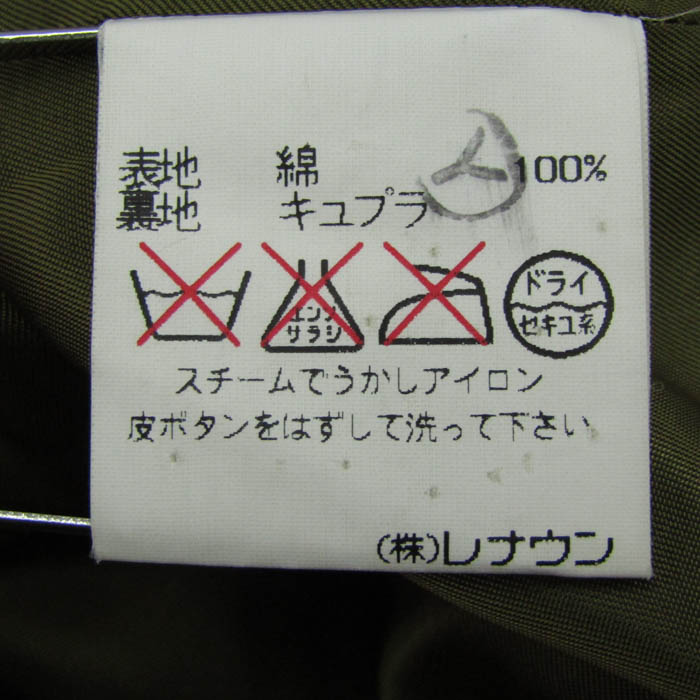 表地 綿 100%
裏地 キュプラ
エンソ サラシ
ドライ
セキユ系
スチームでうかしアイロン
皮ボタンをはずして洗って下さい
(株)レナウン